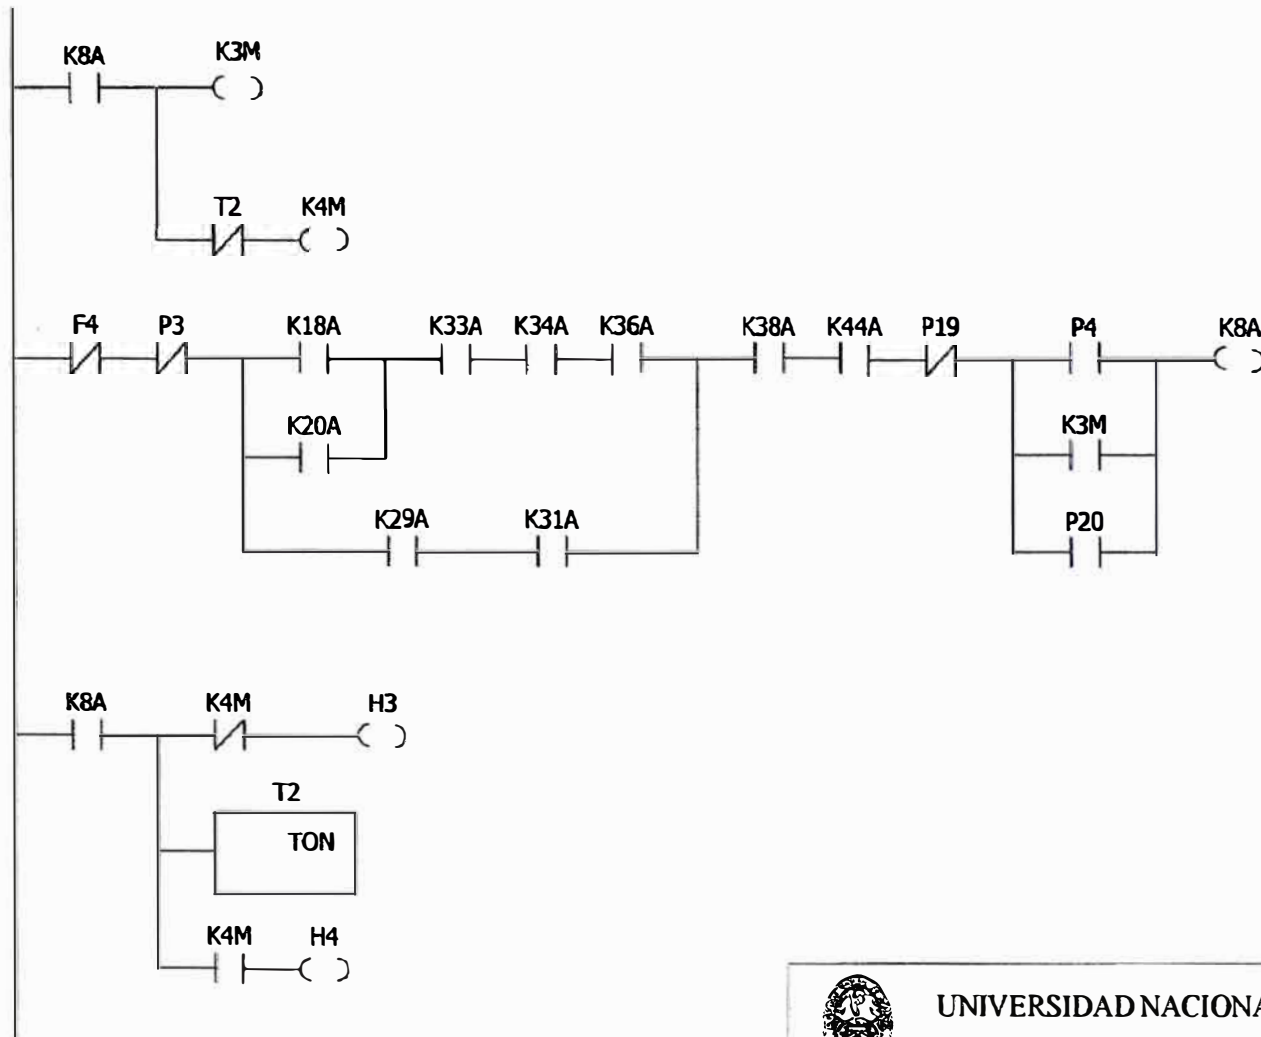 K8A K3M
T2 K4M
F4 P3 K18A K33A K34A K36A K38A K44A P19 P4 K8A
K20A K3M
K29A K31A P20
K8A K4M H3
T2
TON
K4M H4
UNIVERSIDAD NACIONA